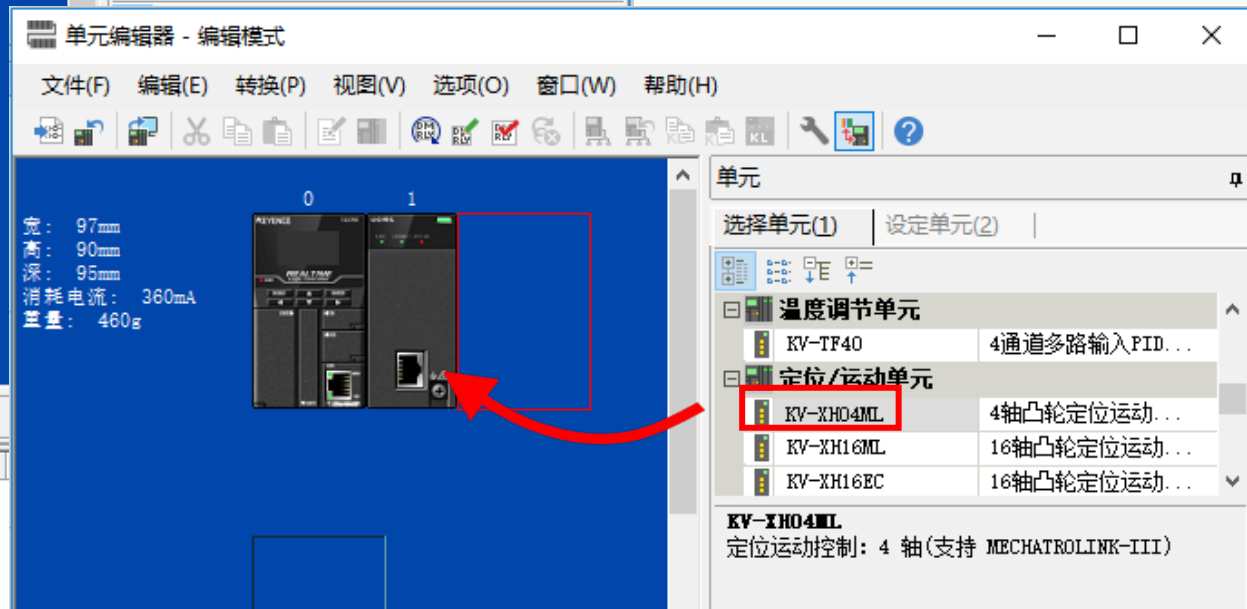 单元编辑器 - 编辑模式
文件(F) 编辑(E) 转换(P) 视图(V) 选项(O) 窗口(W) 帮助(H)
单元
选择单元(1) 设定单元(2)
0 1
宽: 97mm
高: 90mm
深: 95mm
消耗电流: 360mA
重量: 460g
KEYENCE
REALTIME
温度调节单元
KV-TF40 4通道多路输入PID...
定位/运动单元
KV-XH04ML 4轴凸轮定位运动...
KV-XH16ML 16轴凸轮定位运动...
KV-XH16EC 16轴凸轮定位运动...
KV-XH04ML
定位运动控制: 4 轴(支持 MECHATROLINK-III)